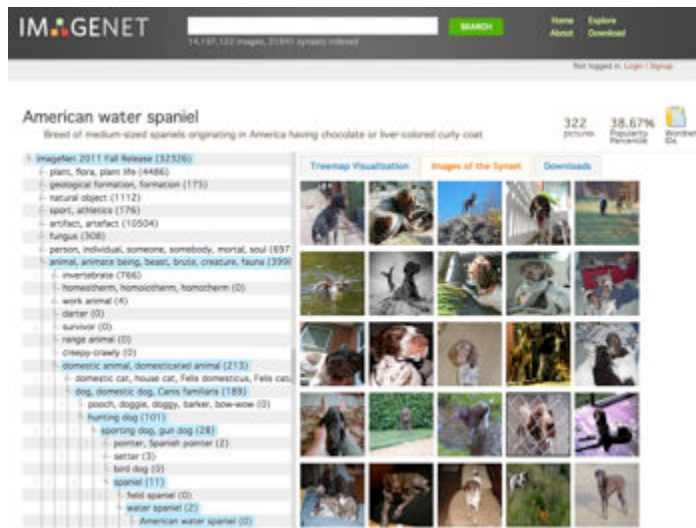 IMAGENET
SEARCH
Home Explore
About Download
14,197,122 images, 21841 synsets indexed
Not logged in. Login | Signup
American water spaniel
Breed of medium-sized spaniels originating in America having chocolate or liver-colored curly coat
322 pictures
38.67% Popularity Percentile
Wordnet IDs
ImageNet 2011 Fall Release (32326)
plant, flora, plant life (4486)
geological formation, formation (175)
natural object (1112)
sport, athletics (176)
artifact, artefact (10504)
fungus (308)
person, individual, someone, somebody, mortal, soul (697
animal, animate being, beast, brute, creature, fauna (3998
invertebrate (766)
homeotherm, homoiotherm, homotherm (0)
work animal (4)
darter (0)
survivor (0)
range animal (0)
creepy-crawly (0)
domestic animal, domesticated animal (213)
domestic cat, house cat, Felis domesticus, Felis catu
dog, domestic dog, Canis familiaris (189)
pooch, doggie, doggy, barker, bow-wow (0)
hunting dog (101)
sporting dog, gun dog (28)
pointer, Spanish pointer (2)
setter (3)
bird dog (0)
spaniel (11)
field spaniel (0)
water spaniel (2)
American water spaniel (0)
Treemap Visualization
Images of the Synset
Downloads